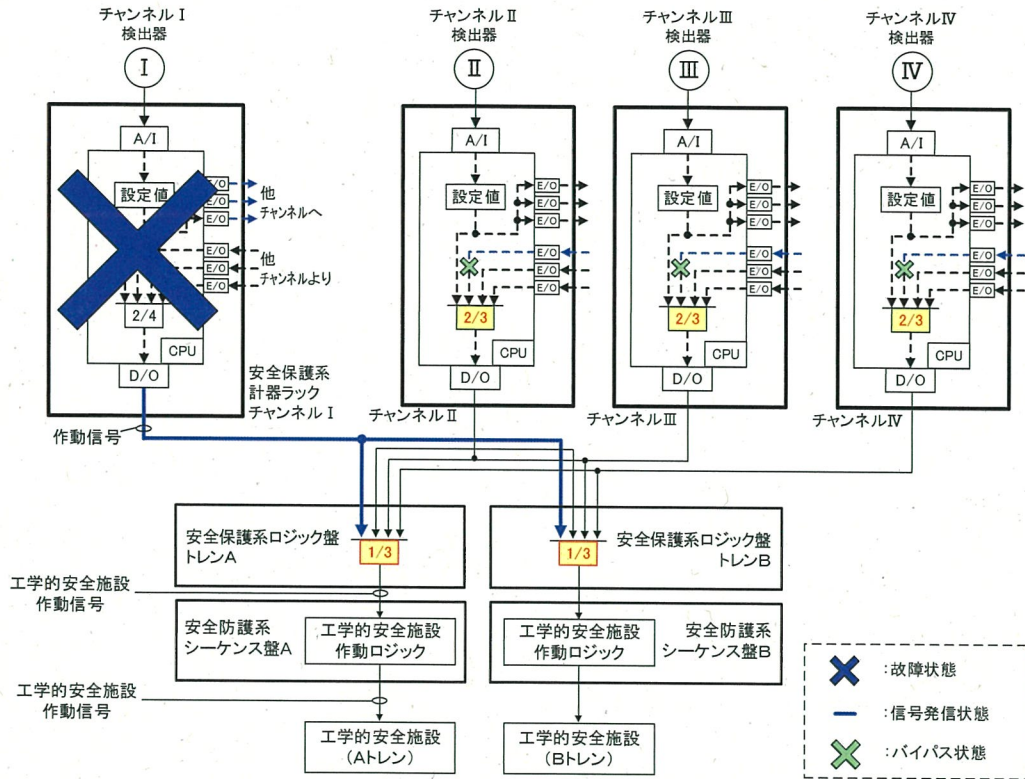 チャンネルⅠ
検出器
Ⅰ
A/I
設定値
E/O
E/O
E/O
他
チャンネルへ
E/O
E/O
E/O
他
チャンネルより
2/4
CPU
D/O
安全保護系
計器ラック
チャンネルⅠ
作動信号
チャンネルⅡ
検出器
Ⅱ
A/I
設定値
E/O
E/O
E/O
E/O
E/O
E/O
2/3
CPU
D/O
チャンネルⅡ
チャンネルⅢ
検出器
Ⅲ
A/I
設定値
E/O
E/O
E/O
E/O
E/O
E/O
2/3
CPU
D/O
チャンネルⅢ
チャンネルⅣ
検出器
Ⅳ
A/I
設定値
E/O
E/O
E/O
E/O
E/O
E/O
2/3
CPU
D/O
チャンネルⅣ
安全保護系ロジック盤
トレンA
1/3
1/3
安全保護系ロジック盤
トレンB
工学的安全施設
作動信号
安全防護系
シーケンス盤A
工学的安全施設
作動ロジック
工学的安全施設
作動ロジック
安全防護系
シーケンス盤B
工学的安全施設
作動信号
工学的安全施設
(Aトレン)
工学的安全施設
(Bトレン)
:故障状態
:信号発信状態
:バイパス状態